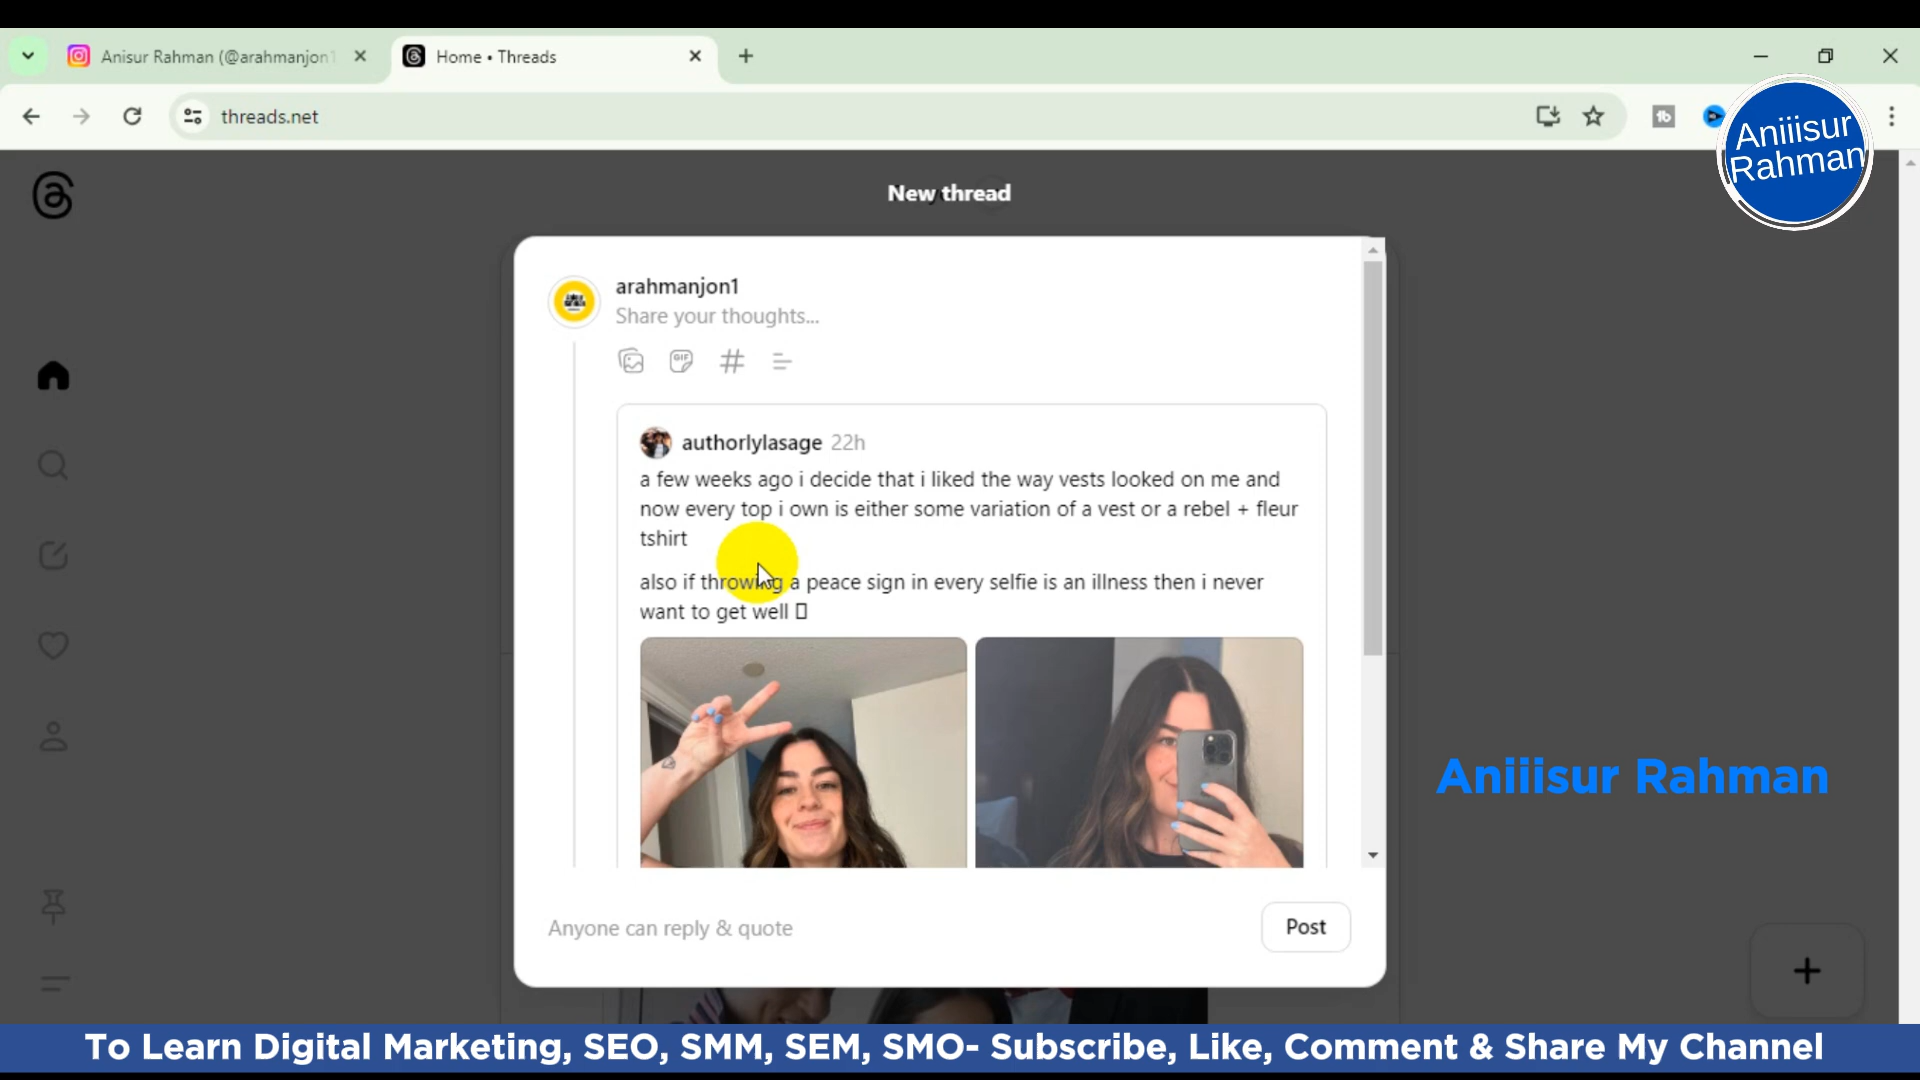 Anisur Rahman (@arahmanjon1
Home • Threads
threads.net
Aniiisur
Rahman
New thread
arahmanjon1
Share your thoughts...
GIF
authorlylasage 22h
a few weeks ago i decide that i liked the way vests looked on me and
now every top i own is either some variation of a vest or a rebel + fleur
tshirt
also if throwing a peace sign in every selfie is an illness then i never
want to get well
Aniiisur Rahman
Anyone can reply & quote
Post
To Learn Digital Marketing, SEO, SMM, SEM, SMO- Subscribe, Like, Comment & Share My Channel